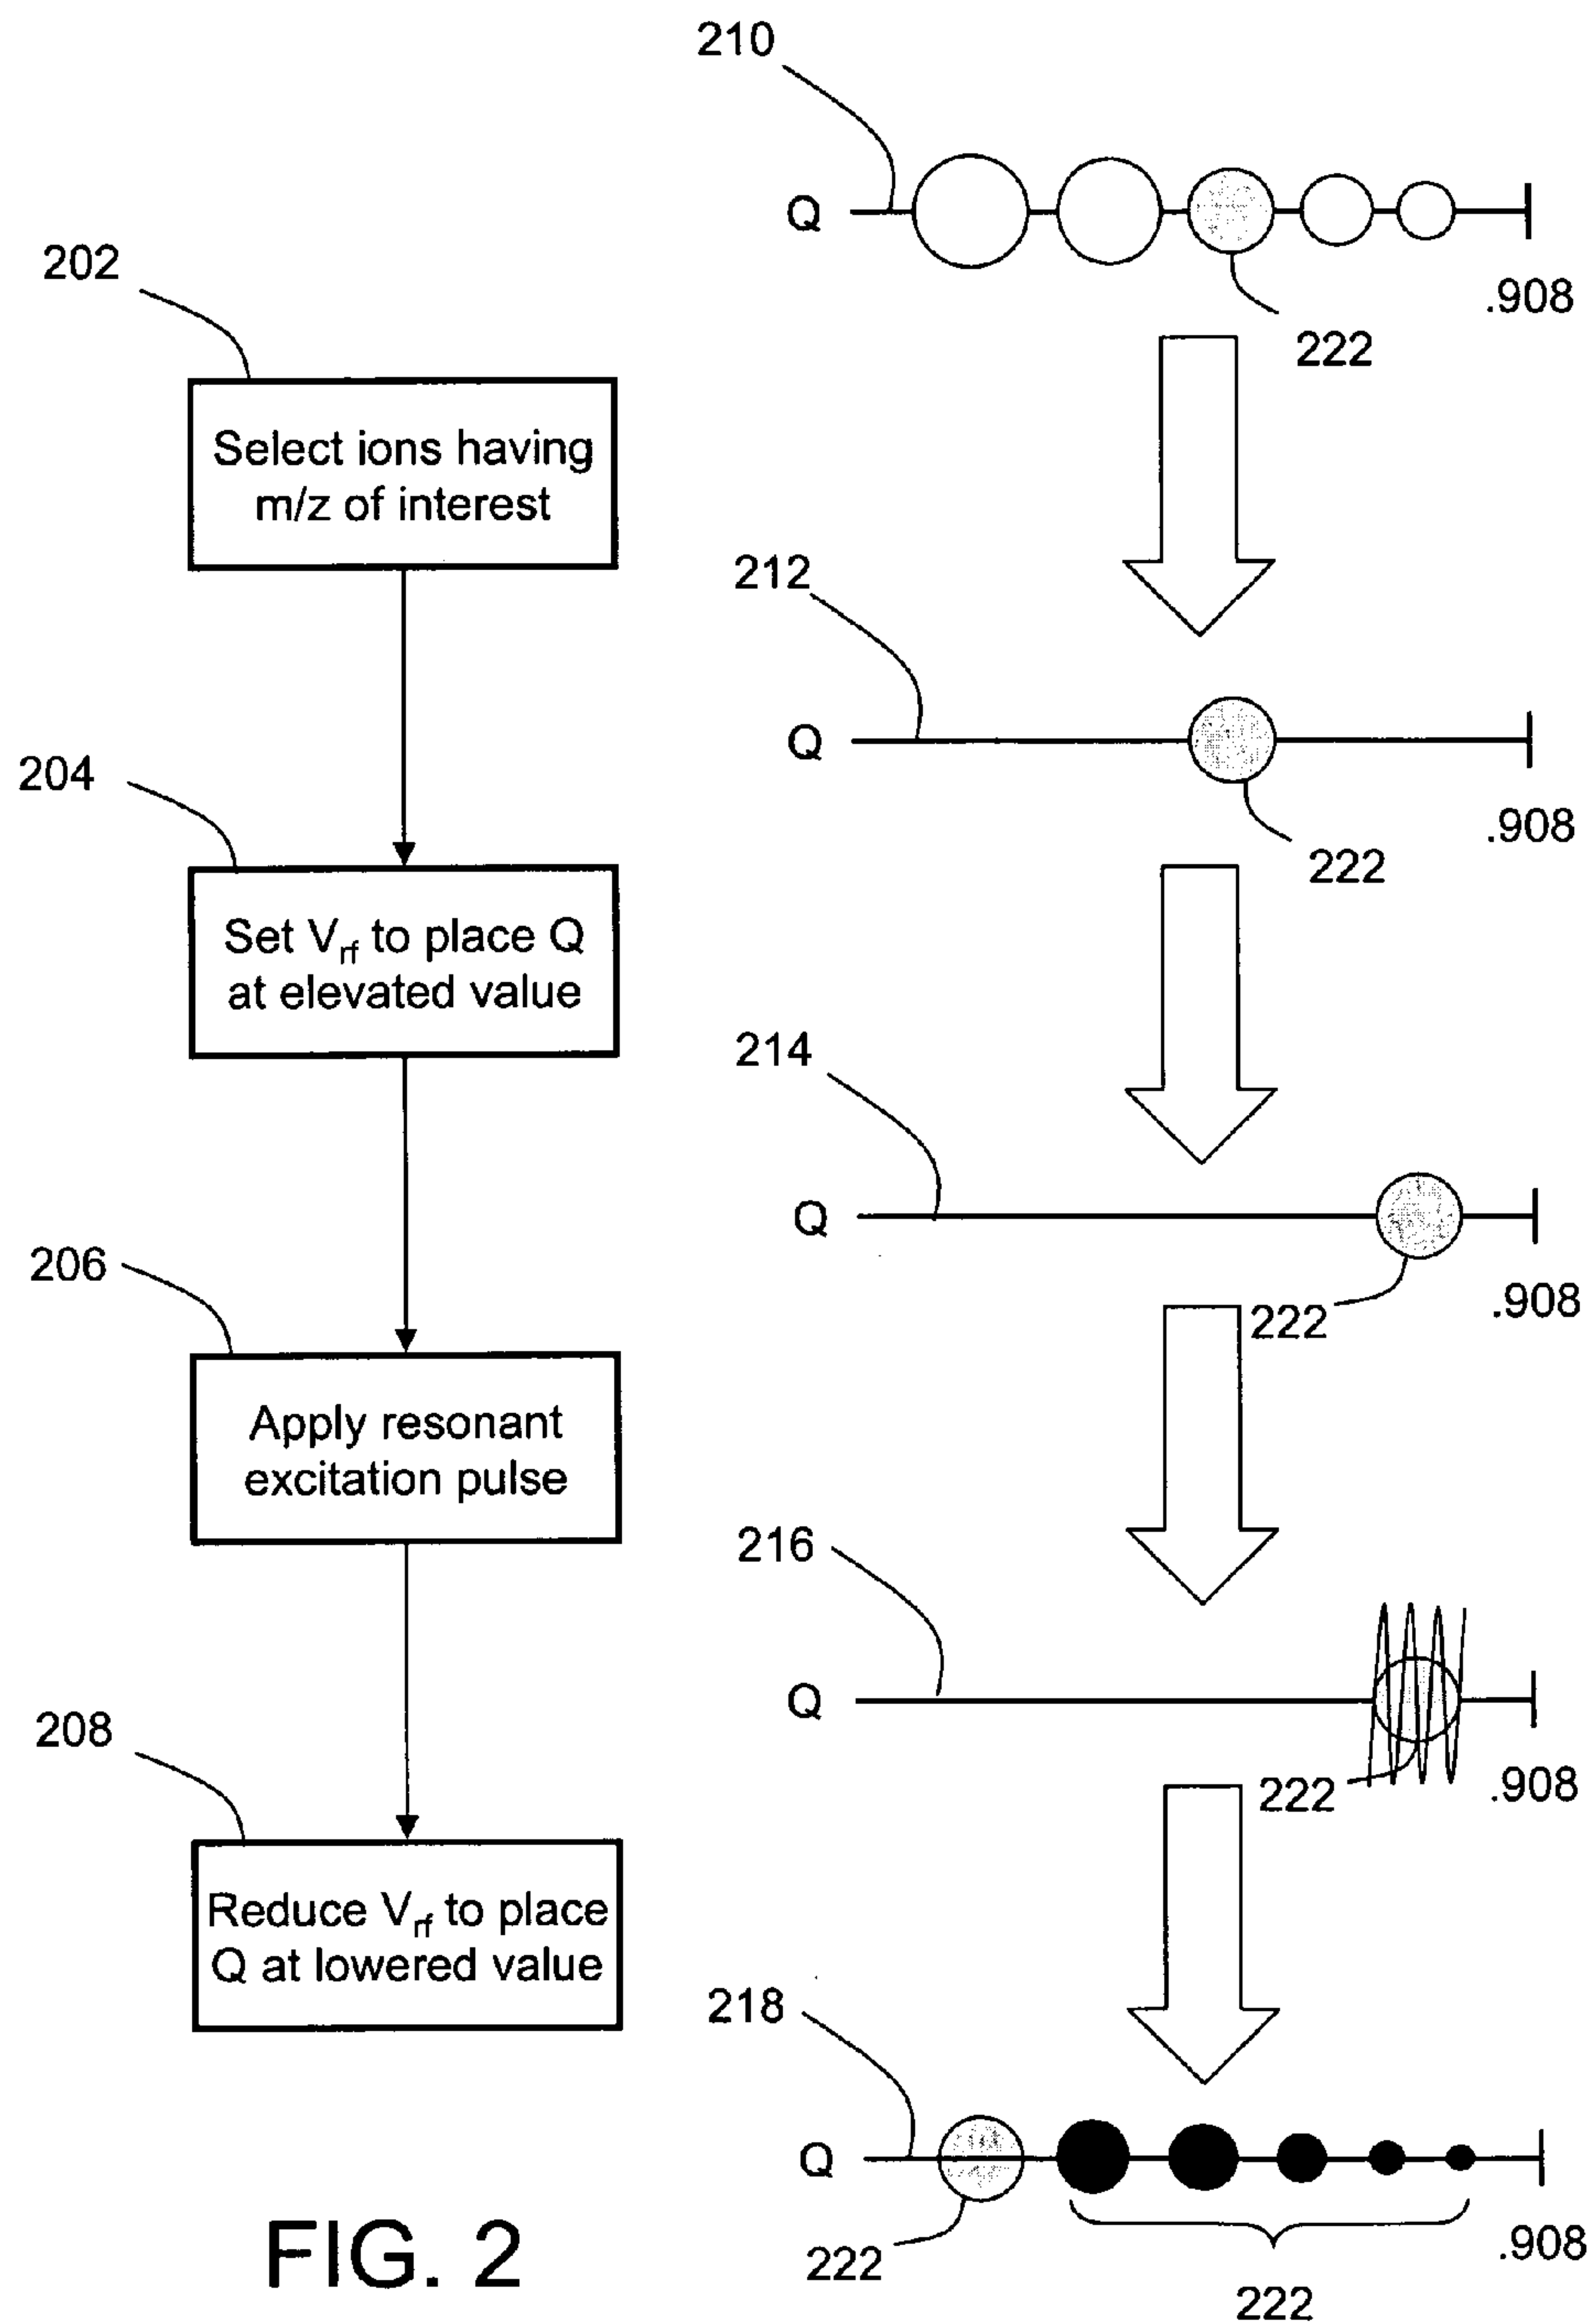 210
Q
.908
222
202
Select ions having
m/z of interest
212
Q
.908
222
204
Set Vrf to place Q
at elevated value
214
Q
.908
222
206
Apply resonant
excitation pulse
216
Q
222
.908
208
Reduce Vrf to place
Q at lowered value
218
Q
.908
222
222
FIG. 2